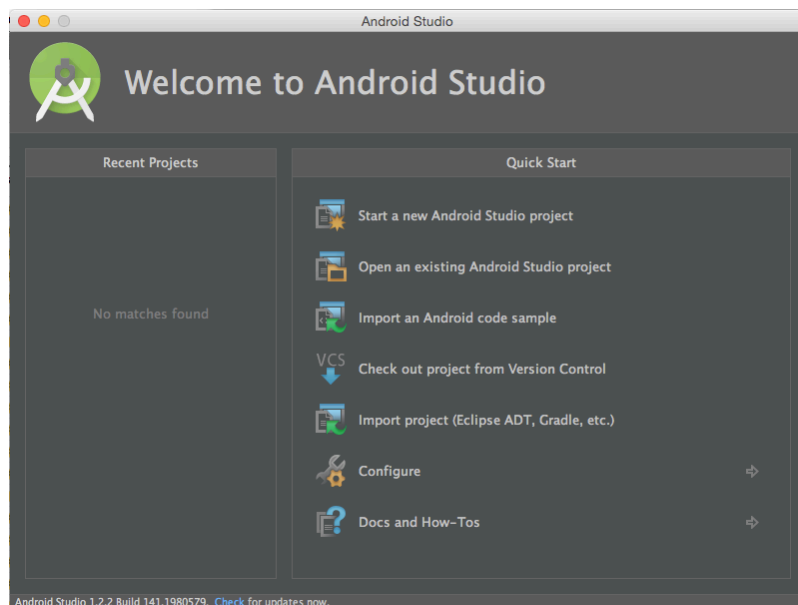 Android Studio
Welcome to Android Studio
Recent Projects
No matches found
Quick Start
Start a new Android Studio project
Open an existing Android Studio project
Import an Android code sample
VCS
Check out project from Version Control
Import project (Eclipse ADT, Gradle, etc.)
Configure
Docs and How-Tos
Android Studio 1.2.2 Build 141.1980579. Check for updates now.